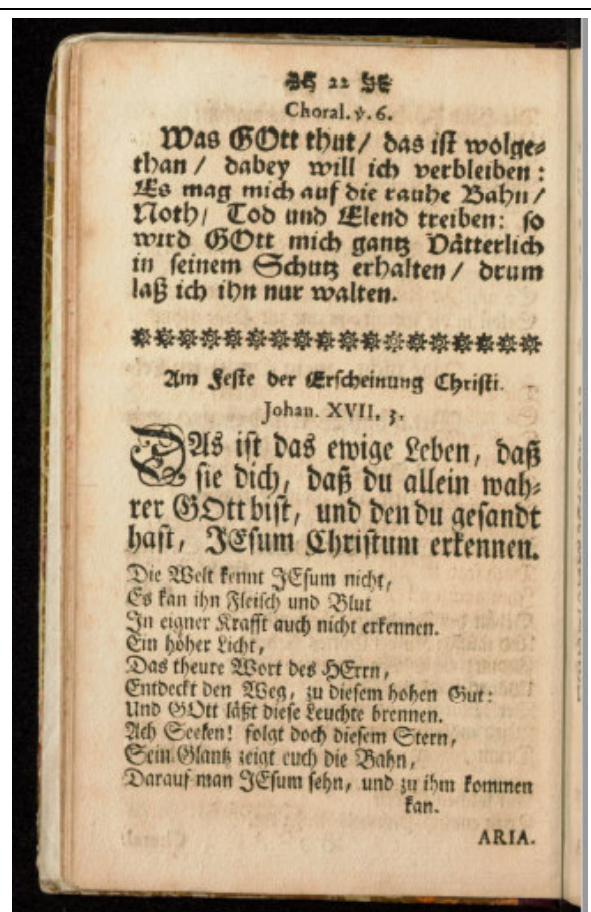 22
Choral. v. 6.
Was GOtt thut/ das ist wolge⸗
than / dabey will ich verbleiben :
Es mag mich auf die rauhe Bahn /
Noth/ Tod und Elend treiben: so
wird GOtt mich gantz Vätterlich
in seinem Schutz erhalten / drum
laß ich ihn nur walten.
Am Feste der Erscheinung Christi.
Johan. XVII. 3.
DAs ist das ewige Leben, daß
sie dich, daß du allein wah⸗
rer GOtt bist, und den du gesandt
hast, JEsum Christum erkennen.
Die Welt kennt JEsum nicht,
Es kan ihn Fleisch und Blut
In eigner Krafft auch nicht erkennen.
Ein höher Licht,
Das theure Wort des HErrn,
Entdeckt den Weg, zu diesem hohen Gut:
Und GOtt läßt diese Leuchte brennen.
Ach Seelen! folgt doch diesem Stern,
Sein Glantz zeigt euch die Bahn,
Darauf man JEsum sehn, und zu ihm kommen
kan.
ARIA.